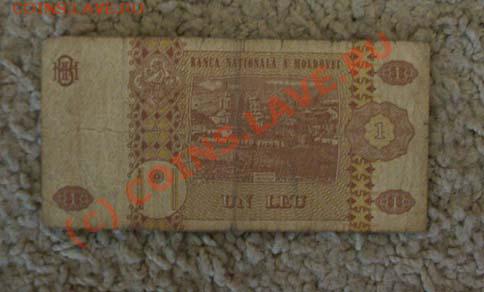 COINS.LAVE.RU
BANCA NAȚIONALĂ A MOLDOVEI
1
UN LEU
(c) COINS.LAVE.RU